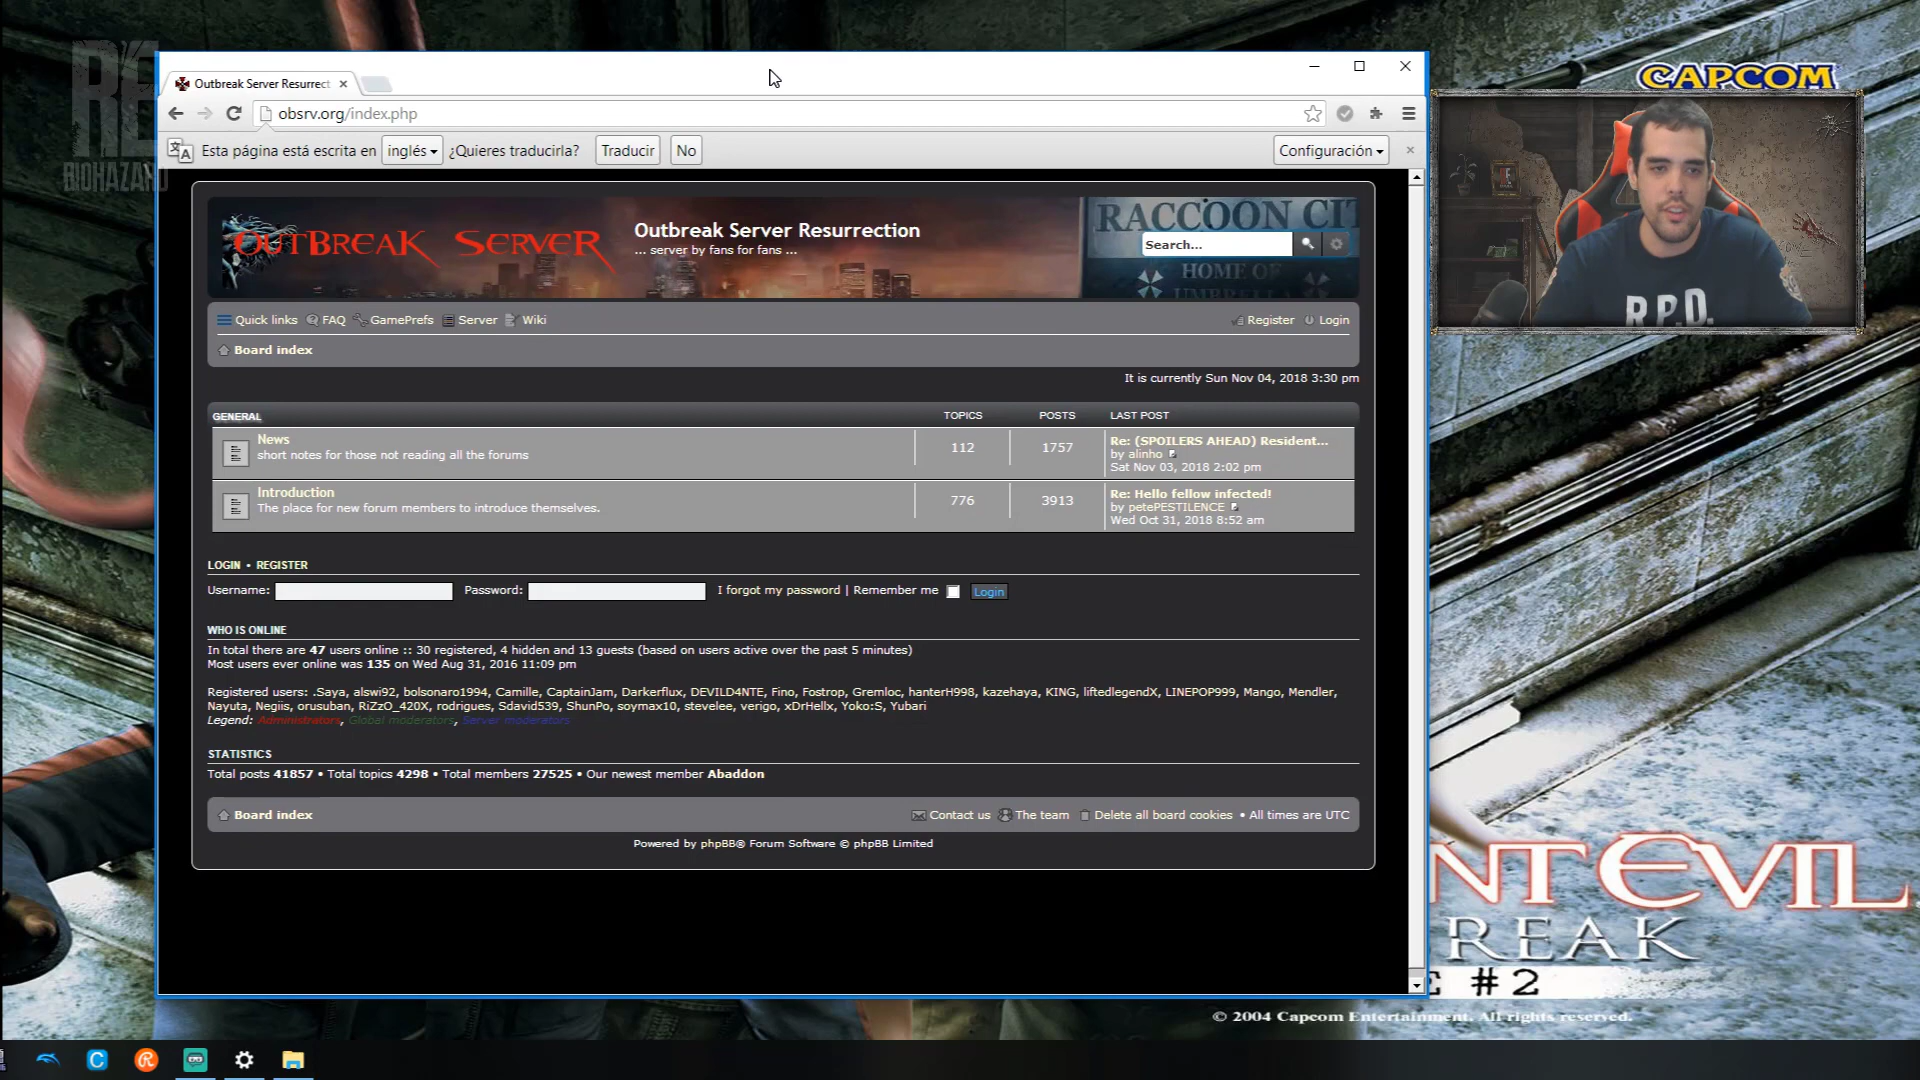 CAPCOM
RE
BIOHAZARD
Outbreak Server Resurrect
obsrv.org/index.php
Esta página está escrita en inglés ¿Quieres traducirla? Traducir No Configuración
OUTBREAK SERVER
Outbreak Server Resurrection
... server by fans for fans ...
RACCOON CIT
Search...
HOME OF
UMBRELLA
Quick links FAQ GamePrefs Server Wiki Register Login
Board index
It is currently Sun Nov 04, 2018 3:30 pm
GENERAL TOPICS POSTS LAST POST
News
short notes for those not reading all the forums
112 1757
Re: (SPOILERS AHEAD) Resident...
by alinho
Sat Nov 03, 2018 2:02 pm
Introduction
The place for new forum members to introduce themselves.
776 3913
Re: Hello fellow infected!
by petePESTILENCE
Wed Oct 31, 2018 8:52 am
LOGIN • REGISTER
Username: Password: I forgot my password | Remember me Login
WHO IS ONLINE
In total there are 47 users online :: 30 registered, 4 hidden and 13 guests (based on users active over the past 5 minutes)
Most users ever online was 135 on Wed Aug 31, 2016 11:09 pm
Registered users: .Saya, alswi92, bolsonaro1994, Camille, CaptainJam, Darkerflux, DEVILD4NTE, Fino, Fostrop, Gremloc, hanterH998, kazehaya, KING, liftedlegendX, LINEPOP999, Mango, Mendler,
Nayuta, Negiis, orusuban, RiZzO_420X, rodrigues, Sdavid539, ShunPo, soymax10, stevelee, verigo, xDrHellx, Yoko:S, Yubari
Legend: Administrators, Global moderators, Server moderators
STATISTICS
Total posts 41857 • Total topics 4298 • Total members 27525 • Our newest member Abaddon
Board index Contact us The team Delete all board cookies • All times are UTC
Powered by phpBB® Forum Software © phpBB Limited
R.P.D.
NT EVIL
REAK
E #2
© 2004 Capcom Entertainment. All rights reserved.